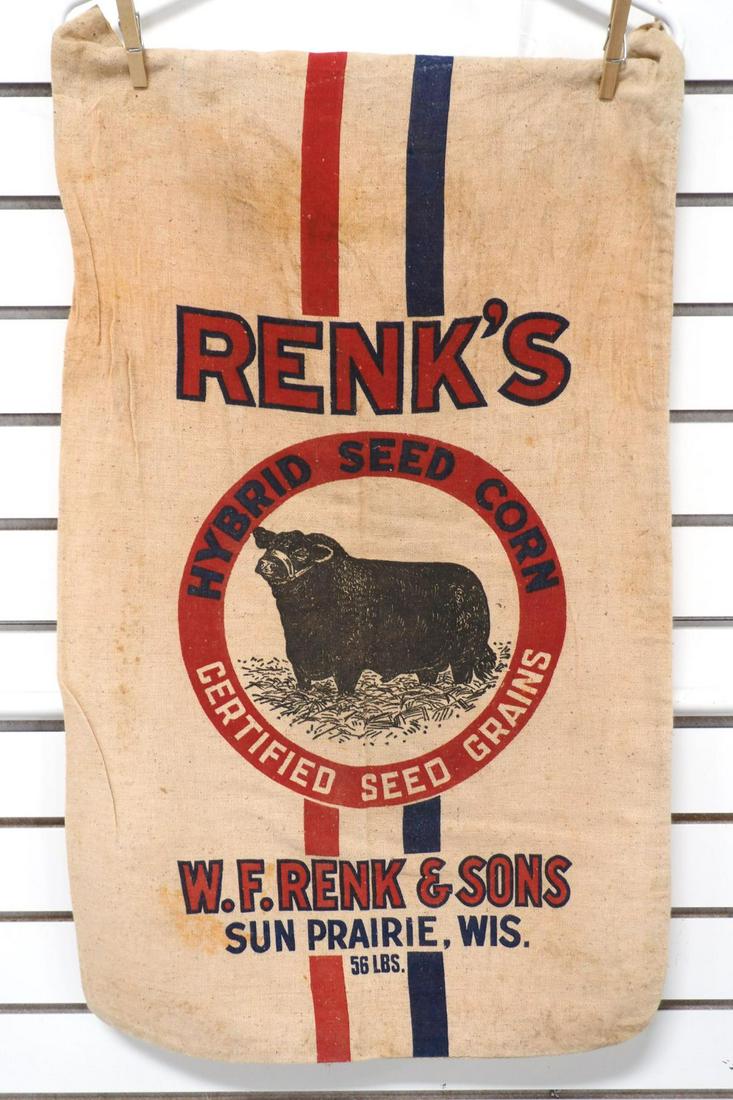 RENK'S
HYBRID SEED CORN
CERTIFIED SEED GRAINS
W.F. RENK & SONS
SUN PRAIRIE, WIS.
56 LBS.